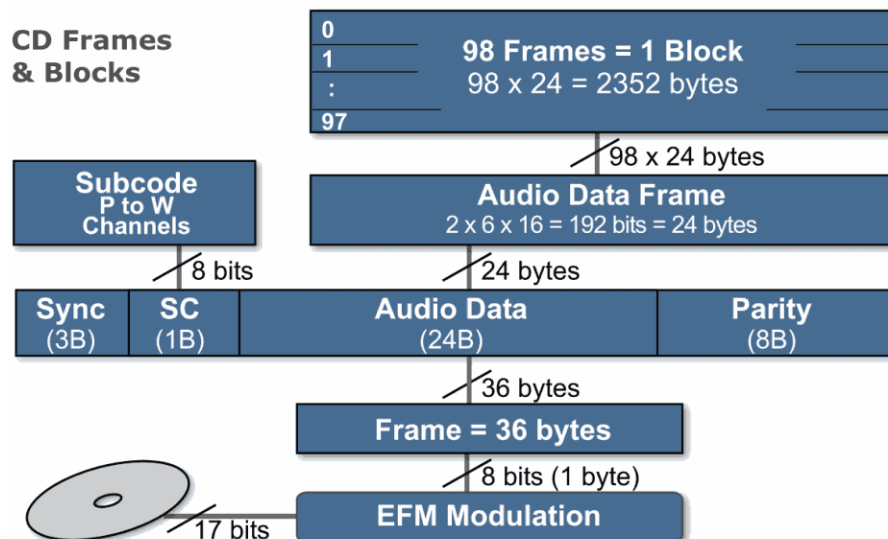 CD Frames
& Blocks
0
1
:
97
98 Frames = 1 Block
98 x 24 = 2352 bytes
98 x 24 bytes
Subcode
P to W
Channels
Audio Data Frame
2 x 6 x 16 = 192 bits = 24 bytes
8 bits
24 bytes
Sync
(3B)
SC
(1B)
Audio Data
(24B)
Parity
(8B)
36 bytes
Frame = 36 bytes
8 bits (1 byte)
17 bits
EFM Modulation